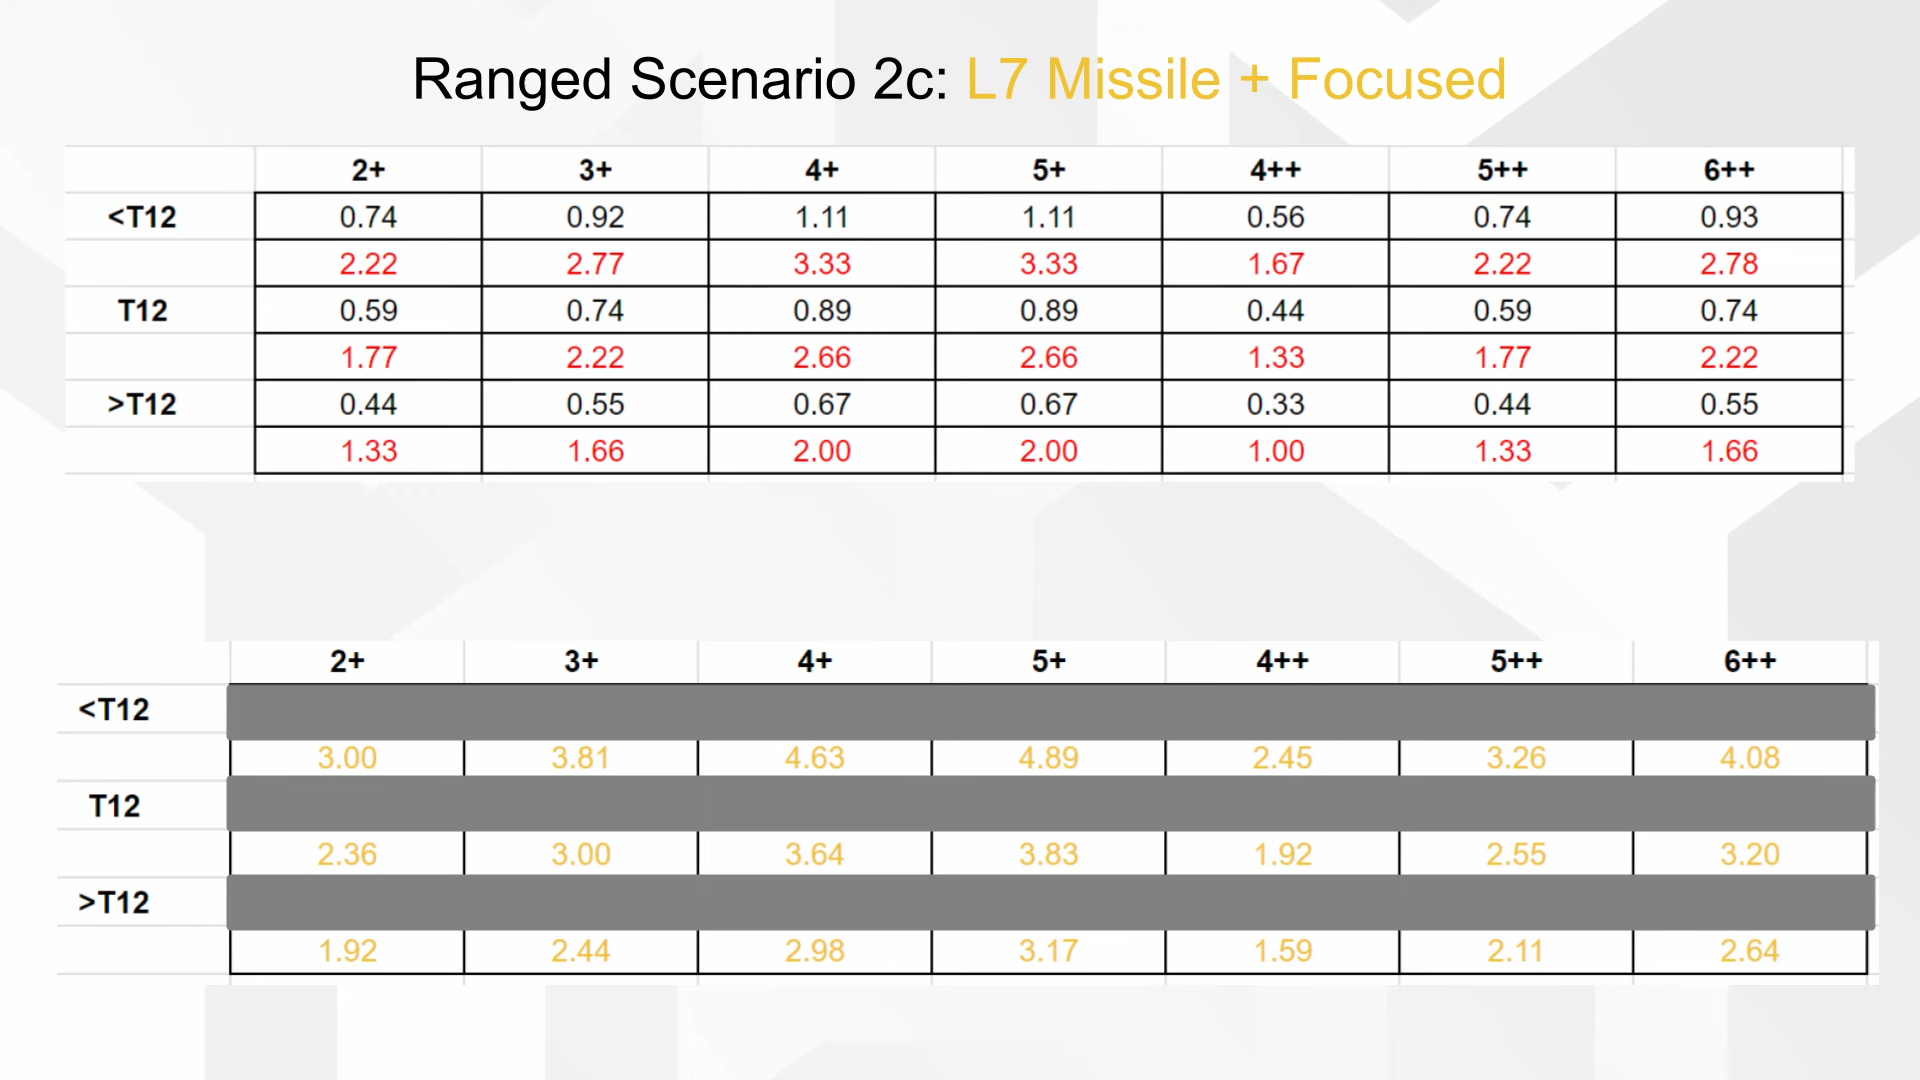 Ranged Scenario 2c: L7 Missile + Focused
2+ 3+ 4+ 5+ 4++ 5++ 6++
<T12 0.74 0.92 1.11 1.11 0.56 0.74 0.93
2.22 2.77 3.33 3.33 1.67 2.22 2.78
T12 0.59 0.74 0.89 0.89 0.44 0.59 0.74
1.77 2.22 2.66 2.66 1.33 1.77 2.22
>T12 0.44 0.55 0.67 0.67 0.33 0.44 0.55
1.33 1.66 2.00 2.00 1.00 1.33 1.66
2+ 3+ 4+ 5+ 4++ 5++ 6++
<T12
3.00 3.81 4.63 4.89 2.45 3.26 4.08
T12
2.36 3.00 3.64 3.83 1.92 2.55 3.20
>T12
1.92 2.44 2.98 3.17 1.59 2.11 2.64